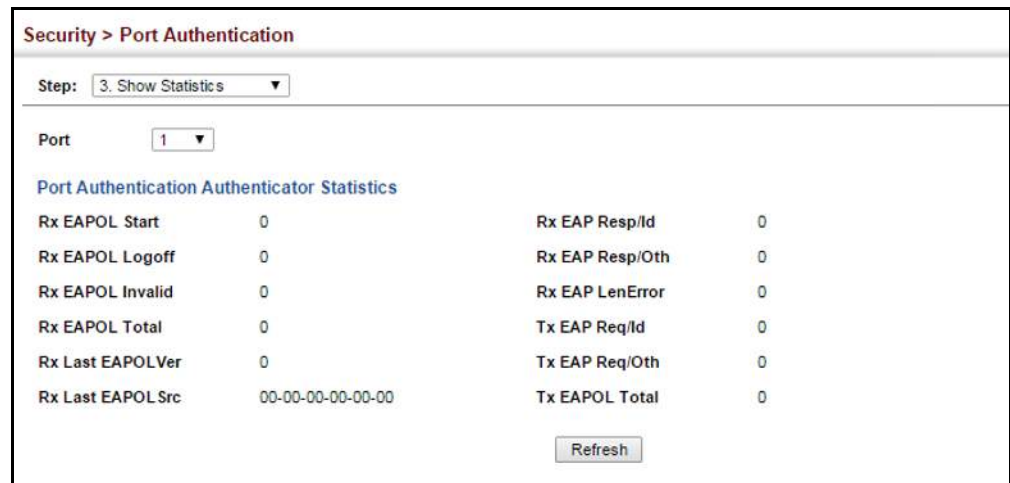 Security > Port Authentication
Step: 3. Show Statistics
Port 1
Port Authentication Authenticator Statistics
Rx EAPOL Start 0 Rx EAP Resp/Id 0
Rx EAPOL Logoff 0 Rx EAP Resp/Oth 0
Rx EAPOL Invalid 0 Rx EAP LenError 0
Rx EAPOL Total 0 Tx EAP Req/Id 0
Rx Last EAPOLVer 0 Tx EAP Req/Oth 0
Rx Last EAPOLSrc 00-00-00-00-00-00 Tx EAPOL Total 0
Refresh